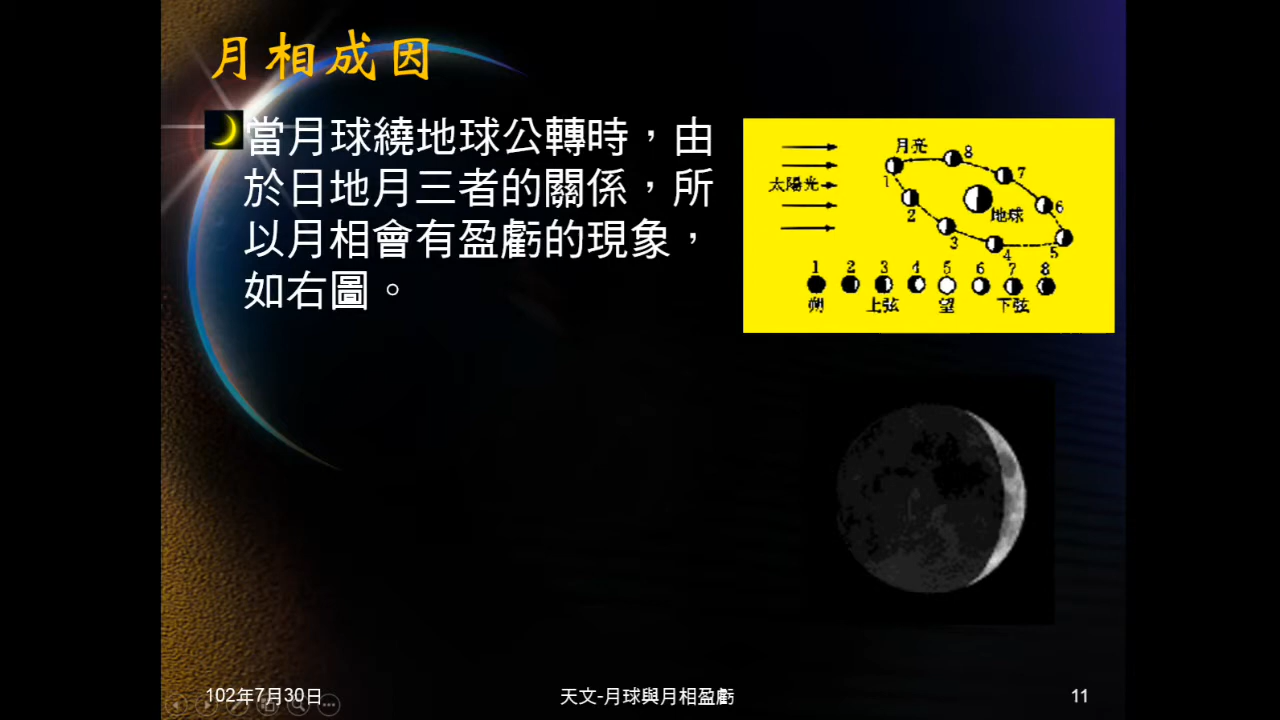 月相成因
當月球繞地球公轉時，由
於日地月三者的關係，所
以月相會有盈虧的現象，
如右圖。
月亮
8
7
太陽光
1
6
2
地球
3
4
5
1 2 3 4 5 6 7 8
朔 上弦 望 下弦
102年7月30日
天文-月球與月相盈虧
11